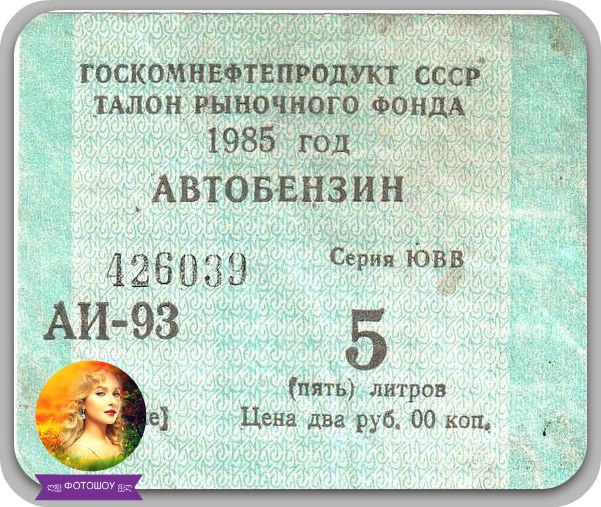 ГОСКОМНЕФТЕПРОДУКТ СССР
ТАЛОН РЫНОЧНОГО ФОНДА
1985 год
АВТОБЕНЗИН
426039
Серия ЮВВ
АИ-93
5
(пять) литров
Цена два руб. 00 коп.
ФОТОШОУ